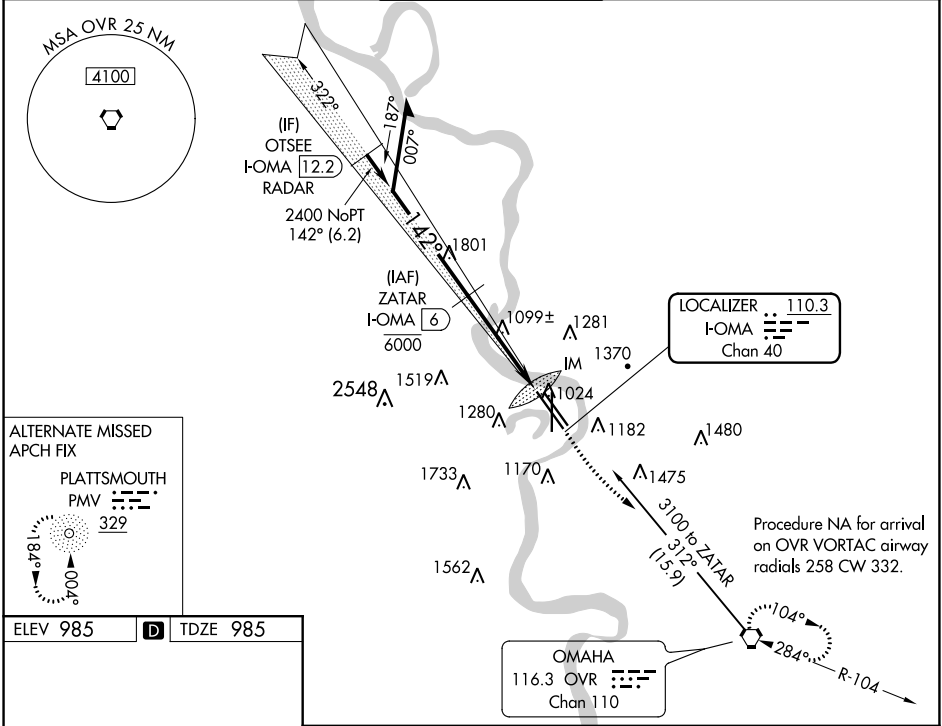 MSA OVR 25 NM
4100
322°
187°
007°
(IF)
OTSEE
I-OMA 12.2
RADAR
2400 NoPT
142° (6.2)
142°
1801
(IAF)
ZATAR
I-OMA 6
6000
1099±
1281
LOCALIZER 110.3
I-OMA
Chan 40
IM
1370
2548
1519
1024
1280
1182
1480
1733
1170
1475
ALTERNATE MISSED
APCH FIX
PLATTSMOUTH
PMV
329
184°
004°
3100 to ZATAR
312°
(15.9)
Procedure NA for arrival
on OVR VORTAC airway
radials 258 CW 332.
1562
104°
284°
R-104
OMAHA
116.3 OVR
Chan 110
ELEV 985 D TDZE 985